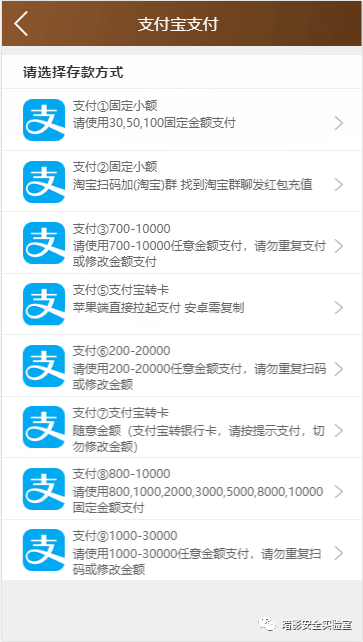 支付宝支付
请选择存款方式
支付①固定小额
请使用30,50,100固定金额支付
支付②固定小额
淘宝扫码加(淘宝)群 找到淘宝群聊发红包充值
支付③700-10000
请使用700-10000任意金额支付，请勿重复支付
或修改金额支付
支付⑤支付宝转卡
苹果端直接拉起支付 安卓需复制
支付⑥200-20000
请使用200-20000任意金额支付，请勿重复扫码
或修改金额
支付⑦支付宝转卡
随意金额（支付宝转银行卡，请按提示支付，切
勿修改金额)
支付⑧800-10000
请使用800,1000,2000,3000,5000,8000,10000
固定金额支付
支付⑨1000-30000
请使用1000-30000任意金额支付，请勿重复扫
码或修改金额
支
支
支
支
支
支
支
支
暗影安全实验室